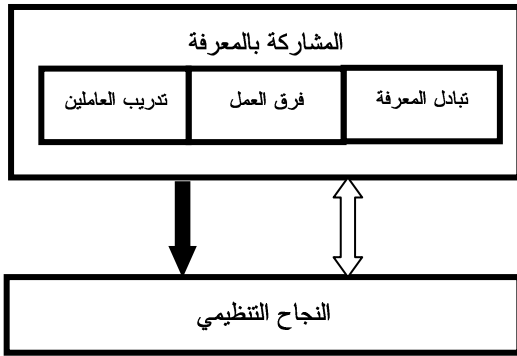 المشاركة بالمعرفة
تبادل المعرفة
فرق العمل
تدريب العاملين
النجاح التنظيمي